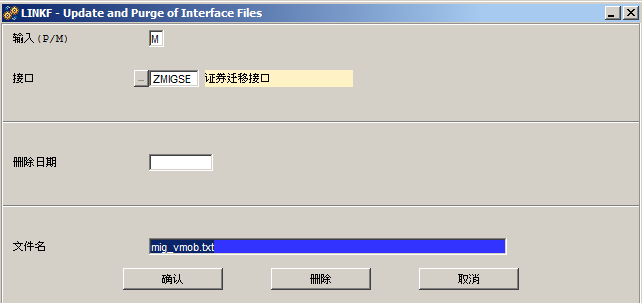 LINKF - Update and Purge of Interface Files
输入(P/M) M
接口 ... ZMIGSE 证券迁移接口
删除日期
文件名 mig_vmob.txt
确认 删除 取消